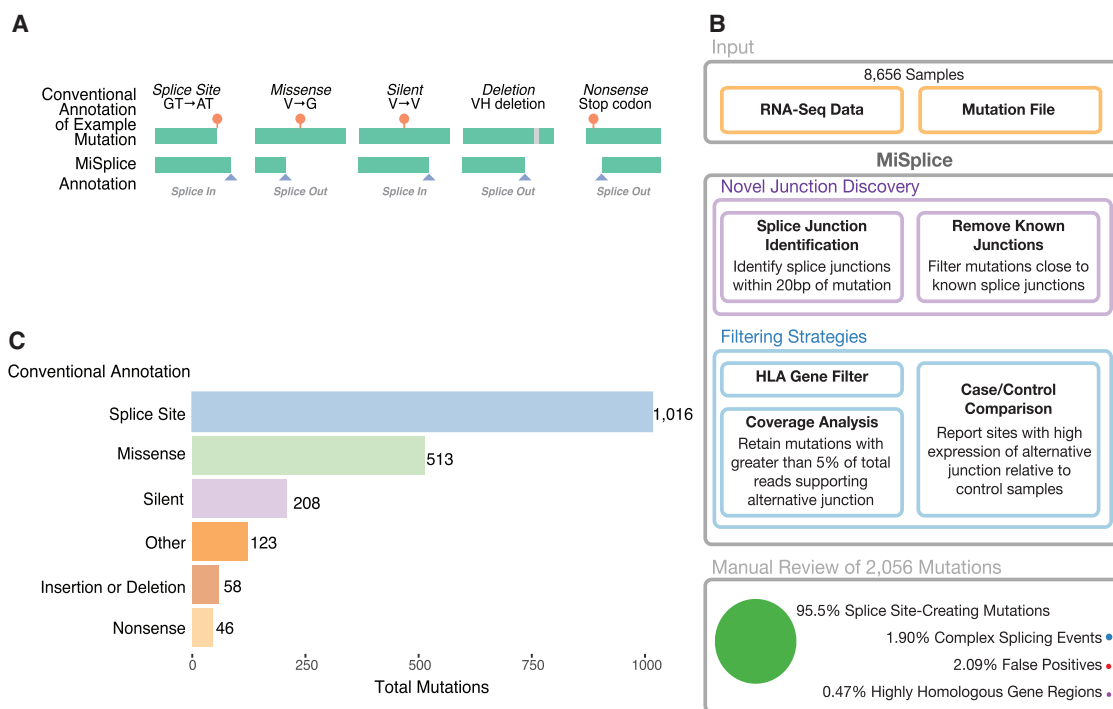 A
Conventional
Annotation
of Example
Mutation
Splice Site
GT→AT
Missense
V→G
Silent
V→V
Deletion
VH deletion
Nonsense
Stop codon
MiSplice
Annotation
Splice In
Splice Out
Splice In
Splice Out
Splice Out
B
Input
8,656 Samples
RNA-Seq Data
Mutation File
MiSplice
Novel Junction Discovery
Splice Junction
Identification
Identify splice junctions
within 20bp of mutation
Remove Known
Junctions
Filter mutations close to
known splice junctions
Filtering Strategies
HLA Gene Filter
Coverage Analysis
Retain mutations with
greater than 5% of total
reads supporting
alternative junction
Case/Control
Comparison
Report sites with high
expression of alternative
junction relative to
control samples
Manual Review of 2,056 Mutations
95.5% Splice Site-Creating Mutations
1.90% Complex Splicing Events
2.09% False Positives
0.47% Highly Homologous Gene Regions
C
Conventional Annotation
Splice Site 1,016
Missense 513
Silent 208
Other 123
Insertion or Deletion 58
Nonsense 46
0 250 500 750 1000
Total Mutations